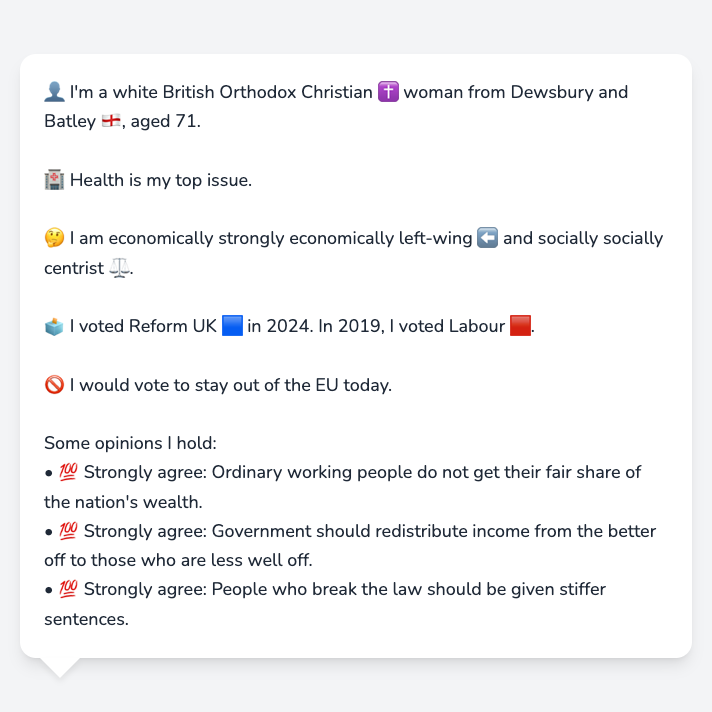 👤 I'm a white British Orthodox Christian ✝️ woman from Dewsbury and
Batley 🏴󠁧󠁢󠁥󠁮󠁧󠁿, aged 71.
🏥 Health is my top issue.
🤔 I am economically strongly economically left-wing ⬅️ and socially socially
centrist ⚖️.
🗳️ I voted Reform UK 🟦 in 2024. In 2019, I voted Labour 🟥.
🚫 I would vote to stay out of the EU today.
Some opinions I hold:
• 💯 Strongly agree: Ordinary working people do not get their fair share of
the nation's wealth.
• 💯 Strongly agree: Government should redistribute income from the better
off to those who are less well off.
• 💯 Strongly agree: People who break the law should be given stiffer
sentences.